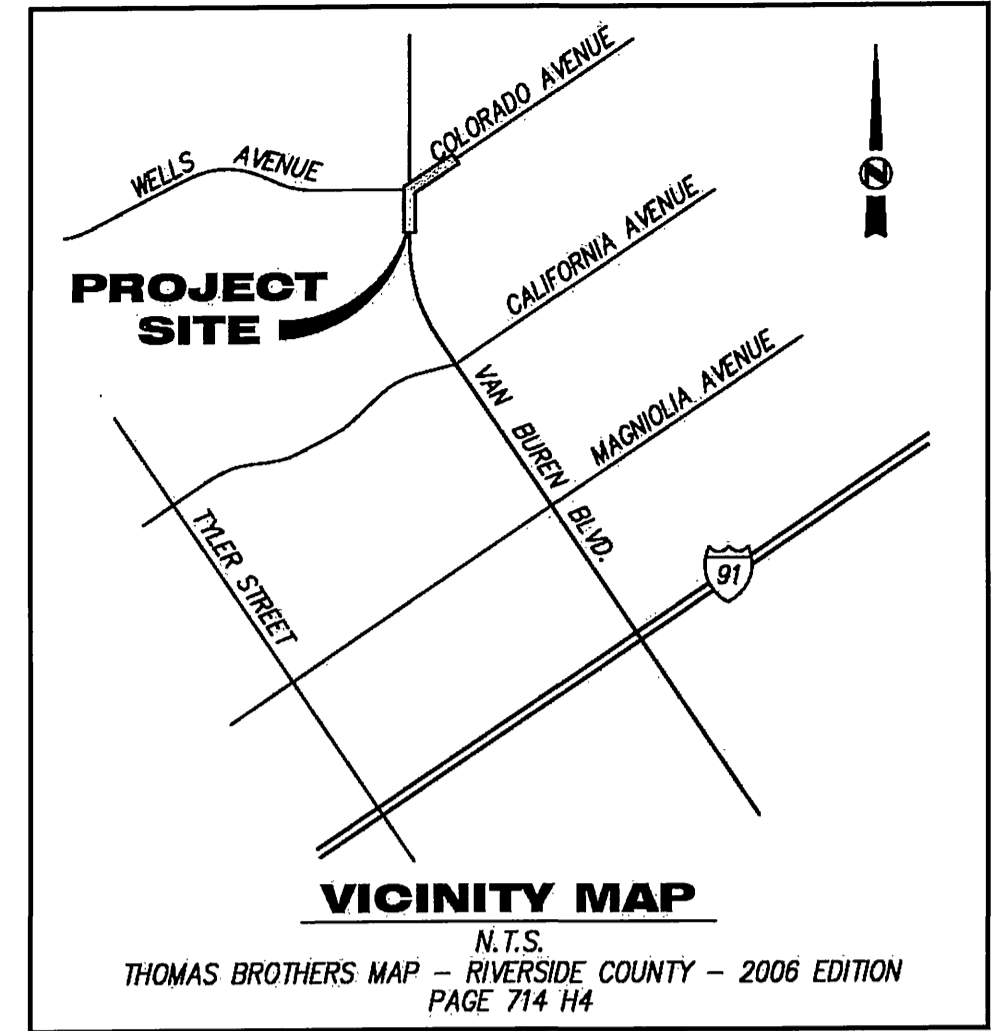 COLORADO AVENUE
WELLS AVENUE
N
CALIFORNIA AVENUE
PROJECT
SITE
VAN BUREN BLVD.
MAGNIOLIA AVENUE
TYLER STREET
91
VICINITY MAP
N.T.S.
THOMAS BROTHERS MAP - RIVERSIDE COUNTY - 2006 EDITION
PAGE 714 H4